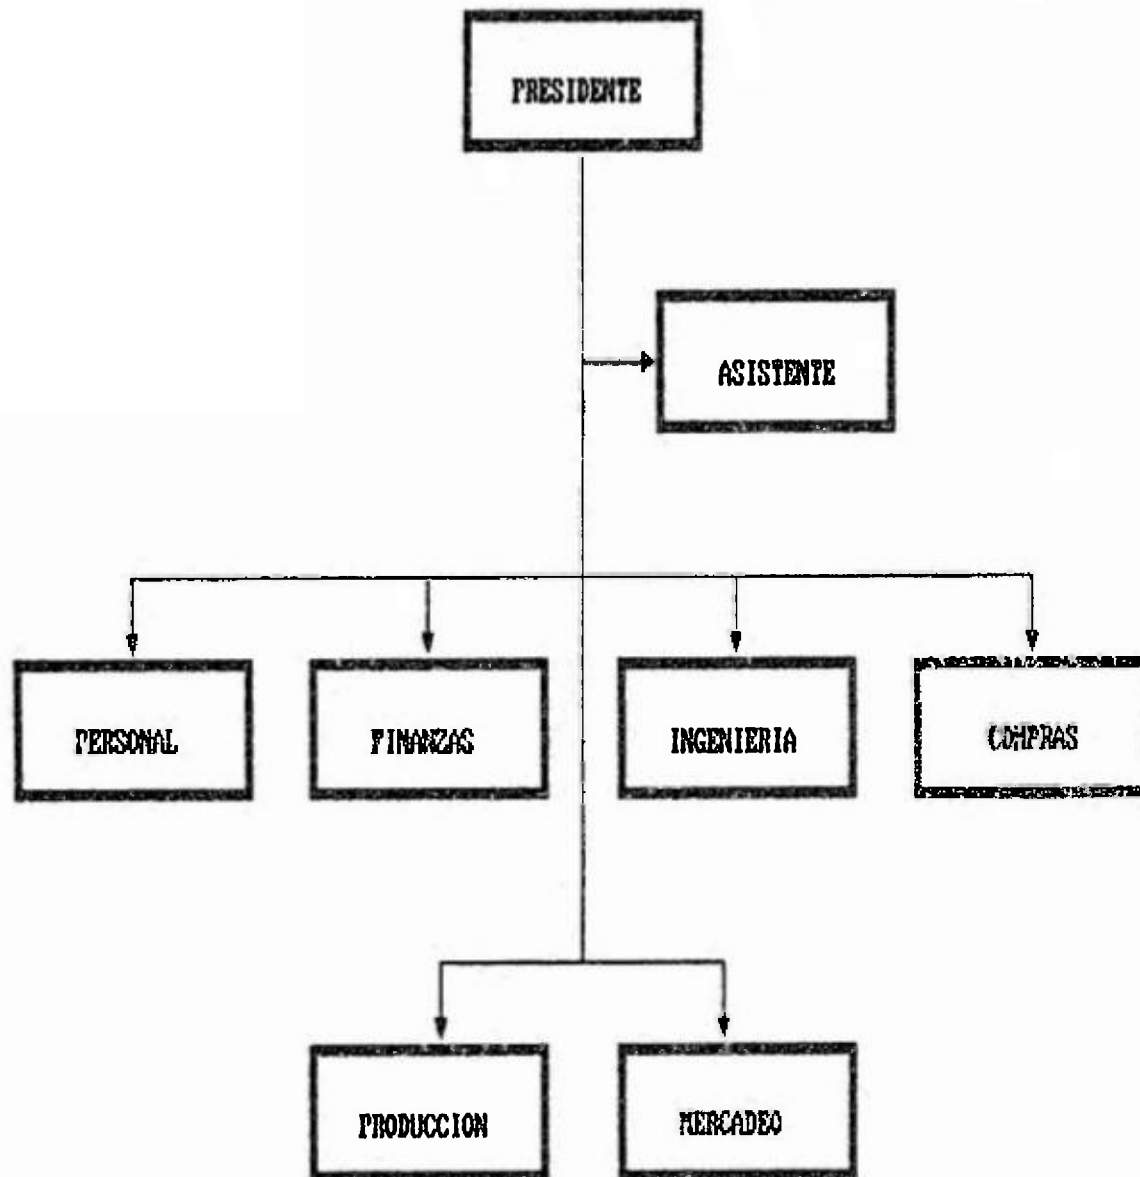 PRESIDENTE
ASISTENTE
PERSONAL
FINANZAS
INGENIERIA
COMPRAS
PRODUCCION
MERCADEO